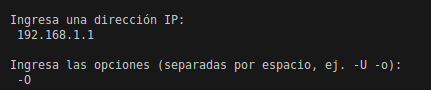 Ingresa una dirección IP:
192.168.1.1
Ingresa las opciones (separadas por espacio, ej. -U -o):
-O